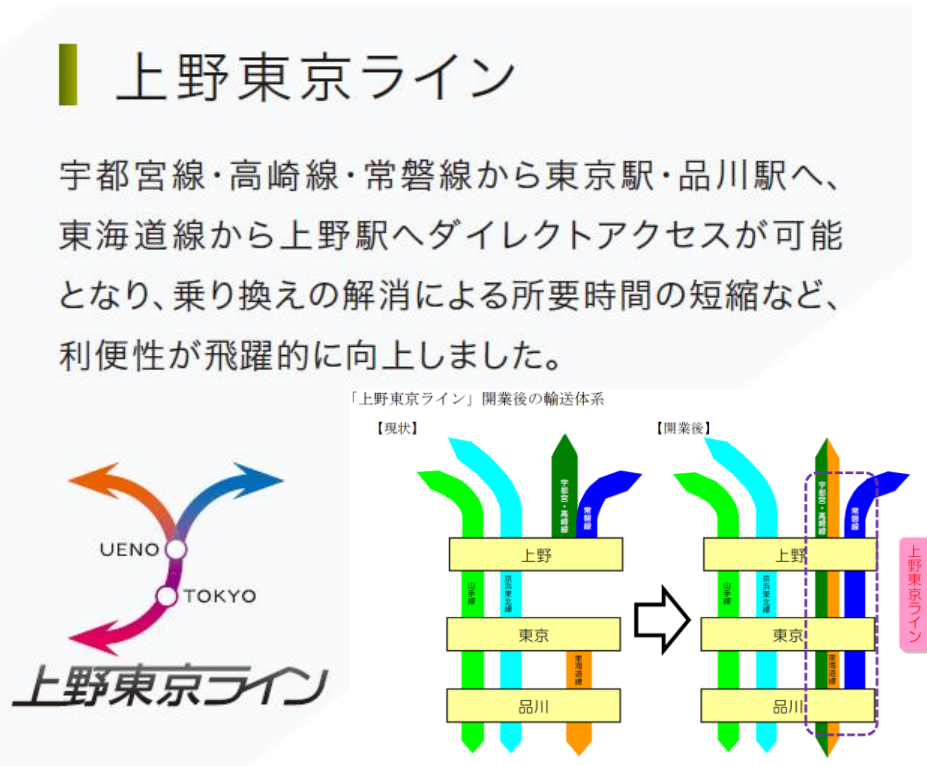 上野東京ライン
宇都宮線・高崎線・常磐線から東京駅・品川駅へ、
東海道線から上野駅へダイレクトアクセスが可能
となり、乗り換えの解消による所要時間の短縮など、
利便性が飛躍的に向上しました。
「上野東京ライン」開業後の輸送体系
【現状】
【開業後】
UENO
TOKYO
上野東京ライン
宇都宮・高崎線
常磐線
上野
山手線
京浜東北線
東京
東海道線
品川
宇都宮・高崎線
常磐線
上野
山手線
京浜東北線
東京
東海道線
品川
上野東京ライン